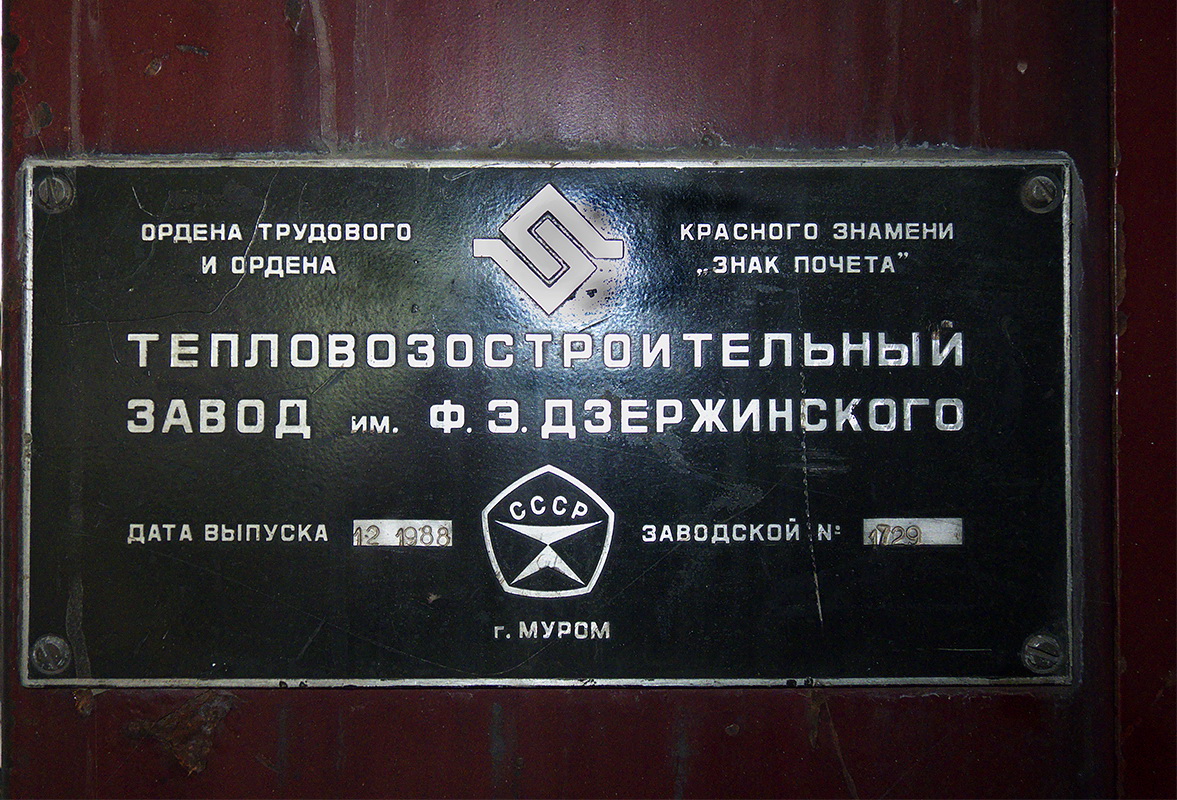 ОРДЕНА ТРУДОВОГО КРАСНОГО ЗНАМЕНИ
И ОРДЕНА „ЗНАК ПОЧЕТА”
ТЕПЛОВОЗОСТРОИТЕЛЬНЫЙ
ЗАВОД им. Ф. Э. ДЗЕРЖИНСКОГО
СССР
ДАТА ВЫПУСКА 12 1988 ЗАВОДСКОЙ №: 1729
г. МУРОМ